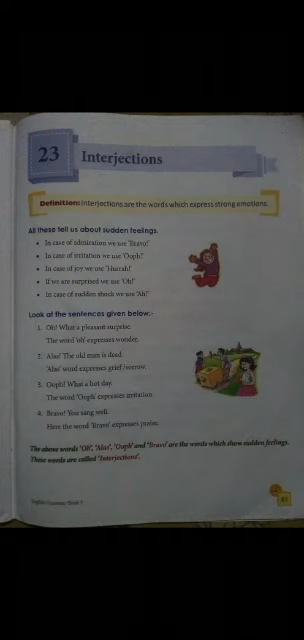 23
Interjections
Definition: Interjections are the words which express strong emotions.
All these tell us about sudden feelings.
• In case of admiration we use 'Bravo!'
• In case of irritation we use 'Ooph!'
• In case of joy we use 'Hurrah!'
• If we are surprised we use 'Oh!'
• In case of sudden shock we use 'Ah!'
Look at the sentences given below:-
1. Oh! What a pleasant surprise.
The word 'oh' expresses wonder.
2. Alas! The old man is dead.
'Alas' word expresses grief/sorrow.
3. Ooph! What a hot day.
The word 'Ooph' expresses irritation.
4. Bravo! You sang well.
Here the word 'Bravo' expresses praise.
The above words 'Oh', 'Alas', 'Ooph' and 'Bravo' are the words which show sudden feelings.
These words are called 'Interjections'.
English Grammar Book